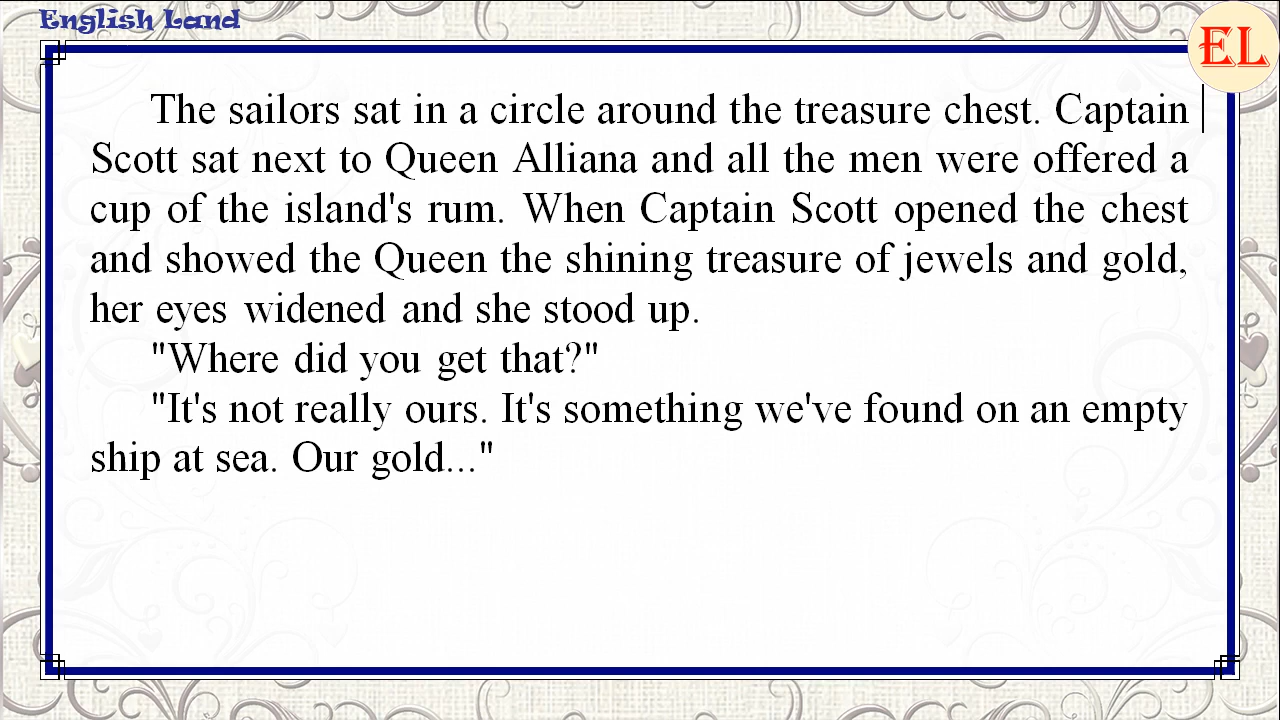 English Land
EL
The sailors sat in a circle around the treasure chest. Captain
Scott sat next to Queen Alliana and all the men were offered a
cup of the island's rum. When Captain Scott opened the chest
and showed the Queen the shining treasure of jewels and gold,
her eyes widened and she stood up.
"Where did you get that?"
"It's not really ours. It's something we've found on an empty
ship at sea. Our gold..."